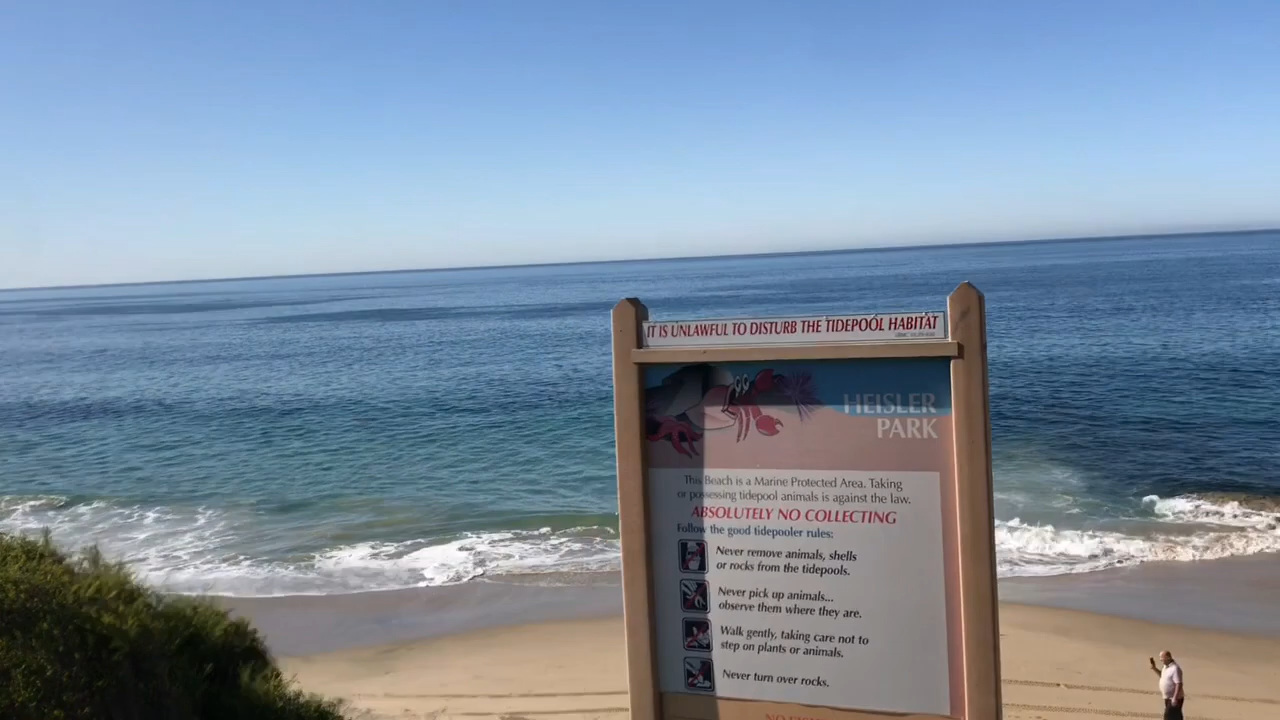 IT IS UNLAWFUL TO DISTURB THE TIDEPOOL HABITAT
HEISLER
PARK
This Beach is a Marine Protected Area. Taking
or possessing tidepool animals is against the law.
ABSOLUTELY NO COLLECTING
Follow the good tidepooler rules:
Never remove animals, shells
or rocks from the tidepools.
Never pick up animals...
observe them where they are.
Walk gently, taking care not to
step on plants or animals.
Never turn over rocks.